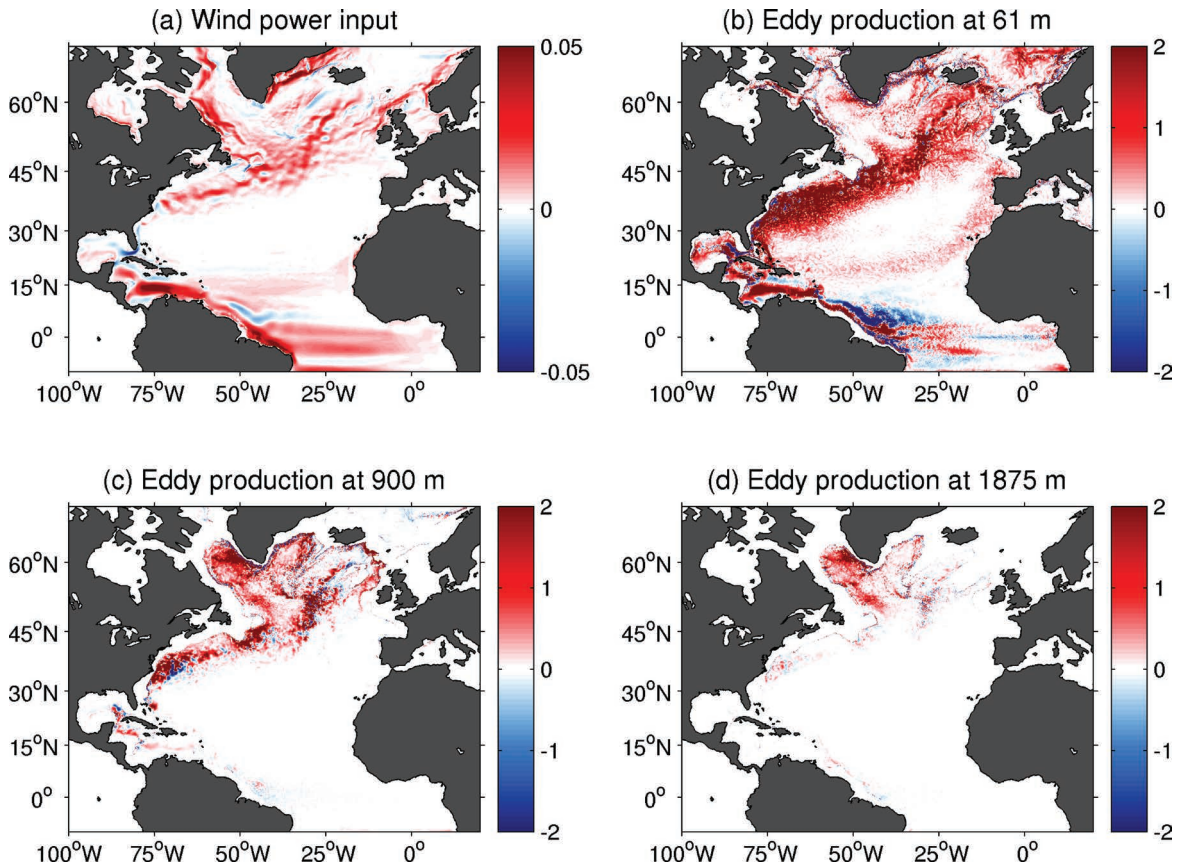 (a) Wind power input
(b) Eddy production at 61 m
60°N
45°N
30°N
15°N
0°
100°W
75°W
50°W
25°W
0°
0.05
0
-0.05
60°N
45°N
30°N
15°N
0°
100°W
75°W
50°W
25°W
0°
2
1
0
-1
-2
(c) Eddy production at 900 m
(d) Eddy production at 1875 m
60°N
45°N
30°N
15°N
0°
100°W
75°W
50°W
25°W
0°
2
1
0
-1
-2
60°N
45°N
30°N
15°N
0°
100°W
75°W
50°W
25°W
0°
2
1
0
-1
-2